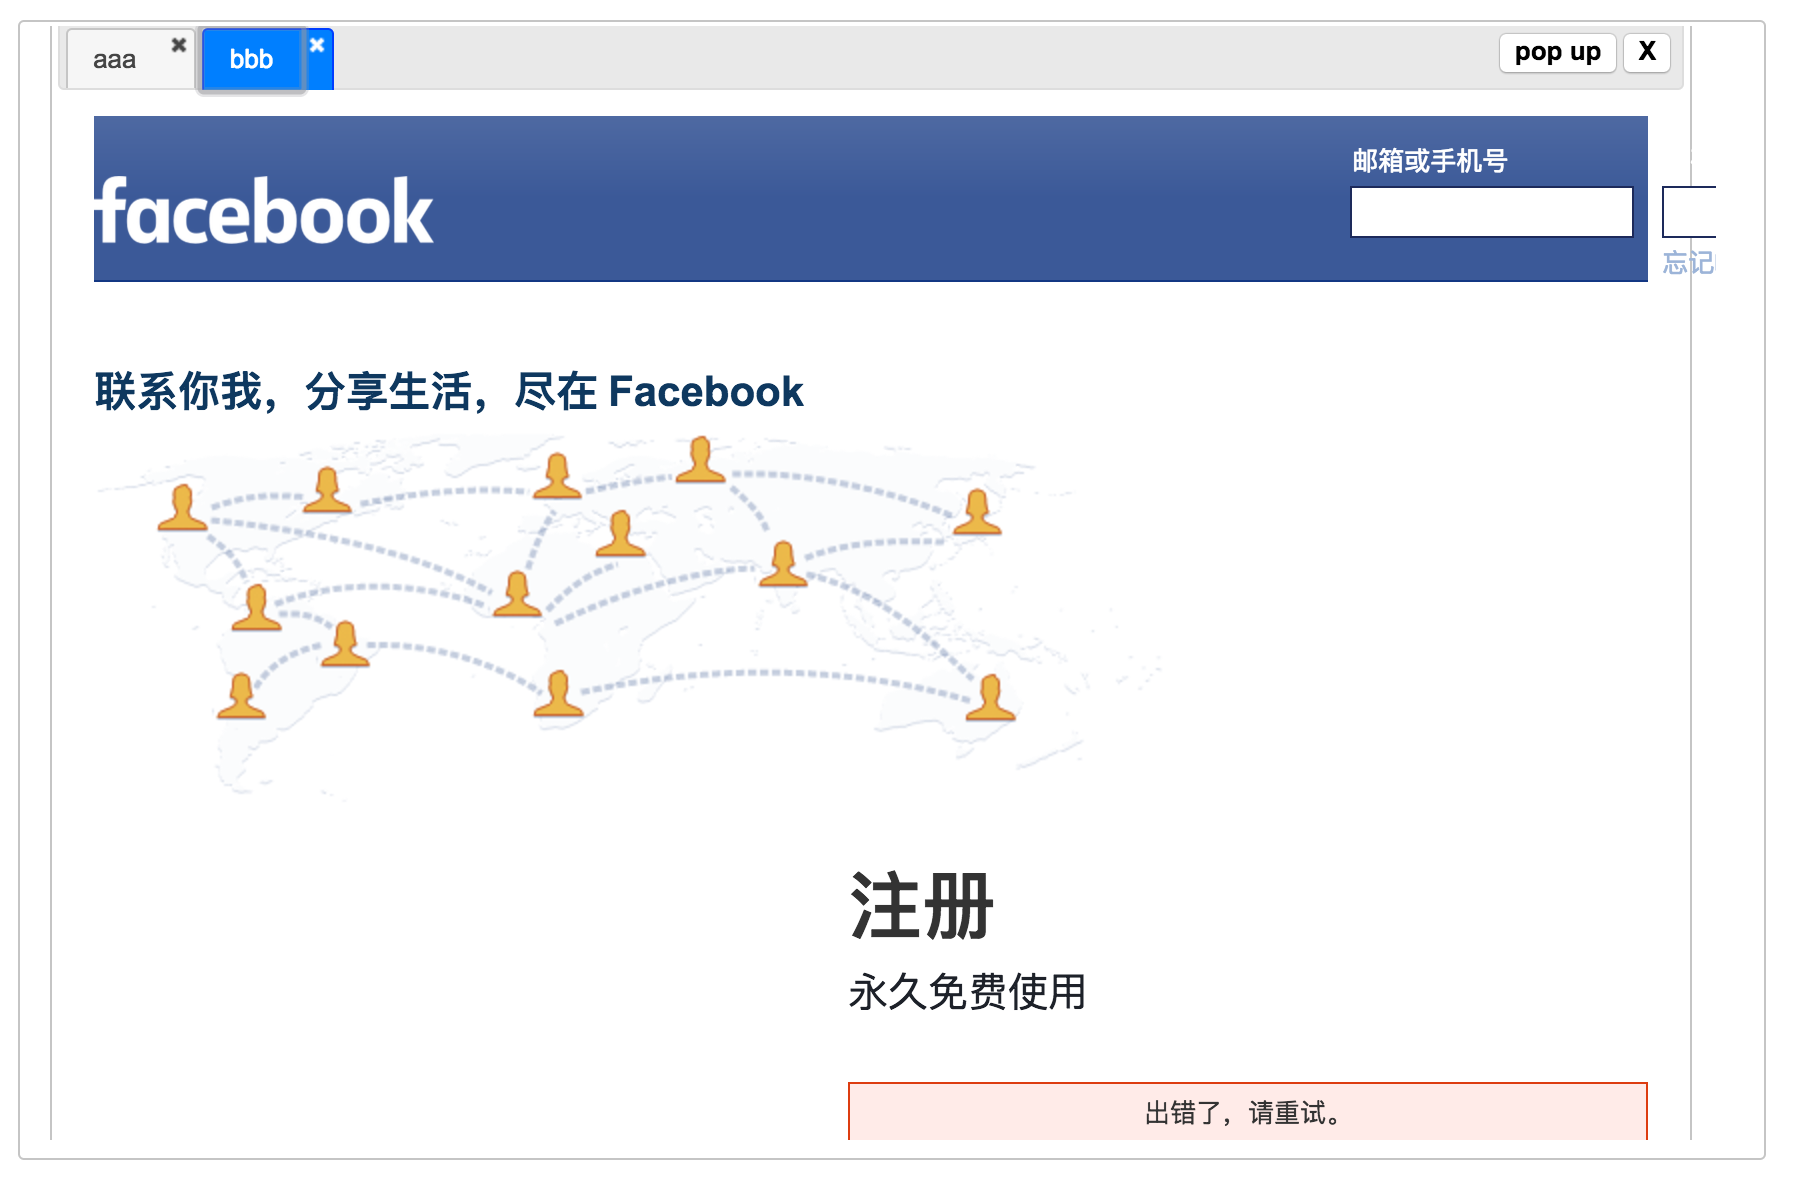 aaa
bbb
pop up
X
facebook
邮箱或手机号
忘记
联系你我，分享生活，尽在 Facebook
注册
永久免费使用
出错了，请重试。